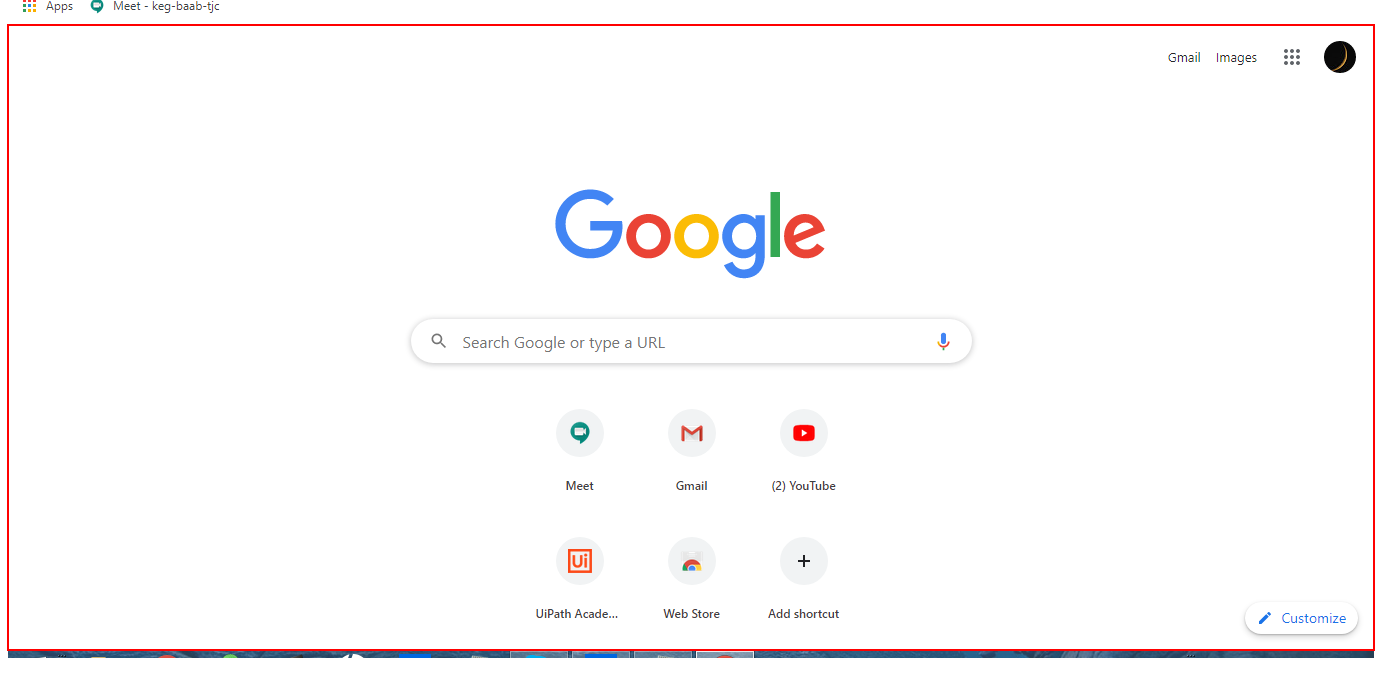 Apps Meet - keg-baab-tjc
Gmail Images
Google
Search Google or type a URL
Meet Gmail (2) YouTube
Ui
UiPath Acade... Web Store Add shortcut
Customize